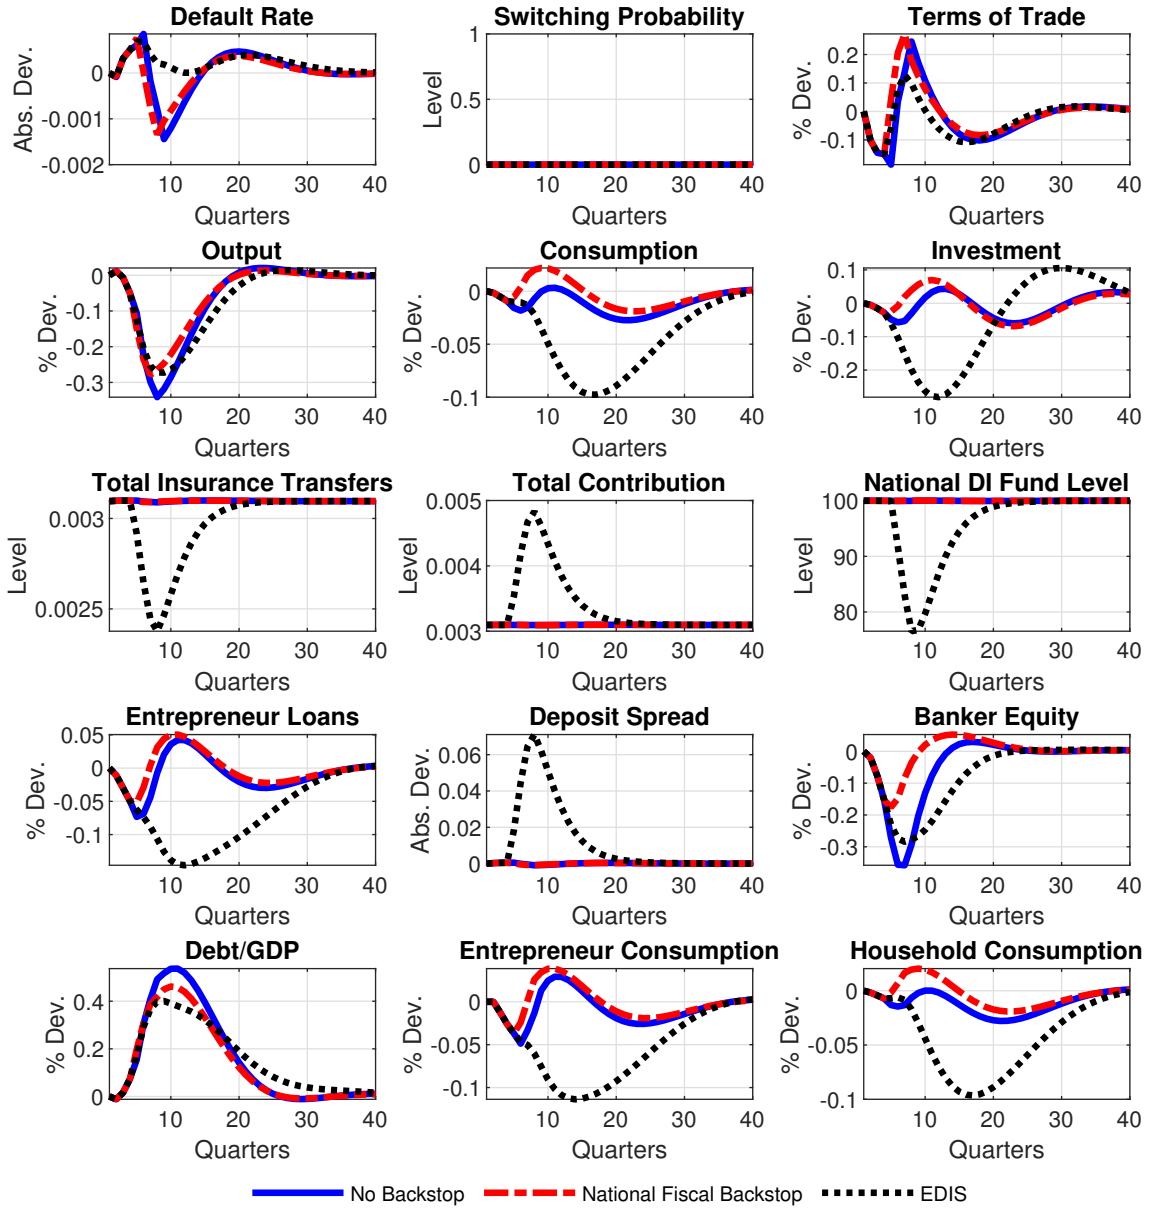 Default Rate
Switching Probability
Terms of Trade
Abs. Dev.
0
-0.001
-0.002
10 20 30 40
Quarters
Level
1
0.5
0
10 20 30 40
Quarters
% Dev.
0.2
0.1
0
-0.1
10 20 30 40
Quarters
Output
Consumption
Investment
% Dev.
0
-0.1
-0.2
-0.3
10 20 30 40
Quarters
% Dev.
0
-0.05
-0.1
10 20 30 40
Quarters
% Dev.
0.1
0
-0.1
-0.2
10 20 30 40
Quarters
Total Insurance Transfers
Total Contribution
National DI Fund Level
Level
0.003
0.0025
10 20 30 40
Quarters
Level
0.005
0.004
0.003
10 20 30 40
Quarters
Level
100
90
80
10 20 30 40
Quarters
Entrepreneur Loans
Deposit Spread
Banker Equity
% Dev.
0.05
0
-0.05
-0.1
10 20 30 40
Quarters
Abs. Dev.
0.06
0.04
0.02
0
10 20 30 40
Quarters
% Dev.
0
-0.1
-0.2
-0.3
10 20 30 40
Quarters
Debt/GDP
Entrepreneur Consumption
Household Consumption
% Dev.
0.4
0.2
0
10 20 30 40
Quarters
% Dev.
0
-0.05
-0.1
10 20 30 40
Quarters
% Dev.
0
-0.05
-0.1
10 20 30 40
Quarters
No Backstop National Fiscal Backstop EDIS